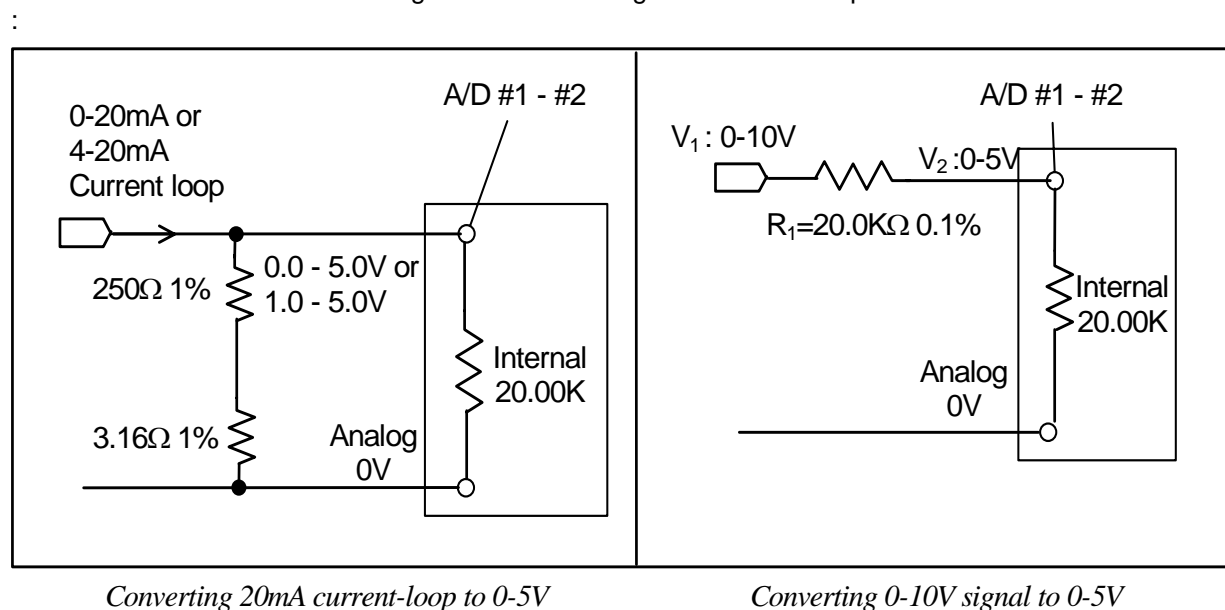 :
0-20mA or
4-20mA
Current loop
A/D #1 - #2
250Ω 1%
0.0 - 5.0V or
1.0 - 5.0V
Internal
20.00K
3.16Ω 1%
Analog
0V
A/D #1 - #2
V₁ : 0-10V
V₂ :0-5V
R₁=20.0KΩ 0.1%
Internal
20.00K
Analog
0V
Converting 20mA current-loop to 0-5V
Converting 0-10V signal to 0-5V